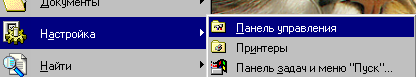 Документы
Настройка
Найти
Панель управления
Принтеры
Панель задач и меню "Пуск"...